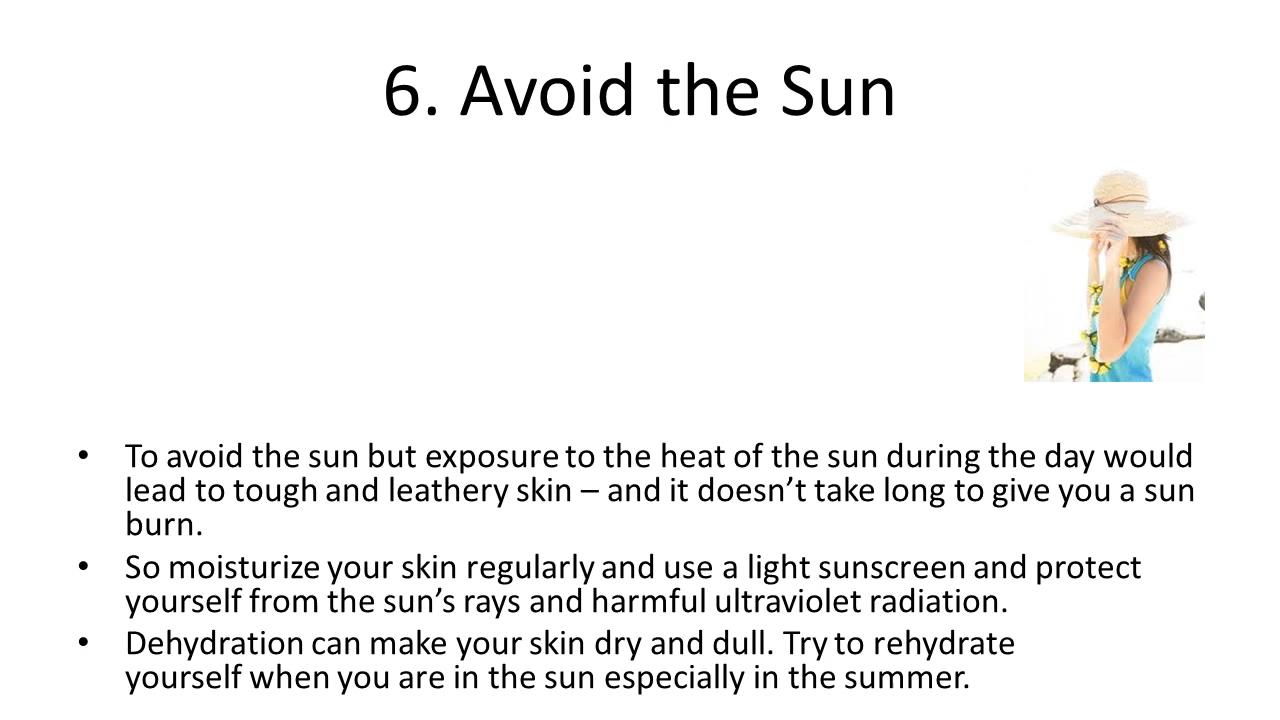 6. Avoid the Sun
• To avoid the sun but exposure to the heat of the sun during the day would
lead to tough and leathery skin – and it doesn’t take long to give you a sun
burn.
• So moisturize your skin regularly and use a light sunscreen and protect
yourself from the sun’s rays and harmful ultraviolet radiation.
• Dehydration can make your skin dry and dull. Try to rehydrate
yourself when you are in the sun especially in the summer.